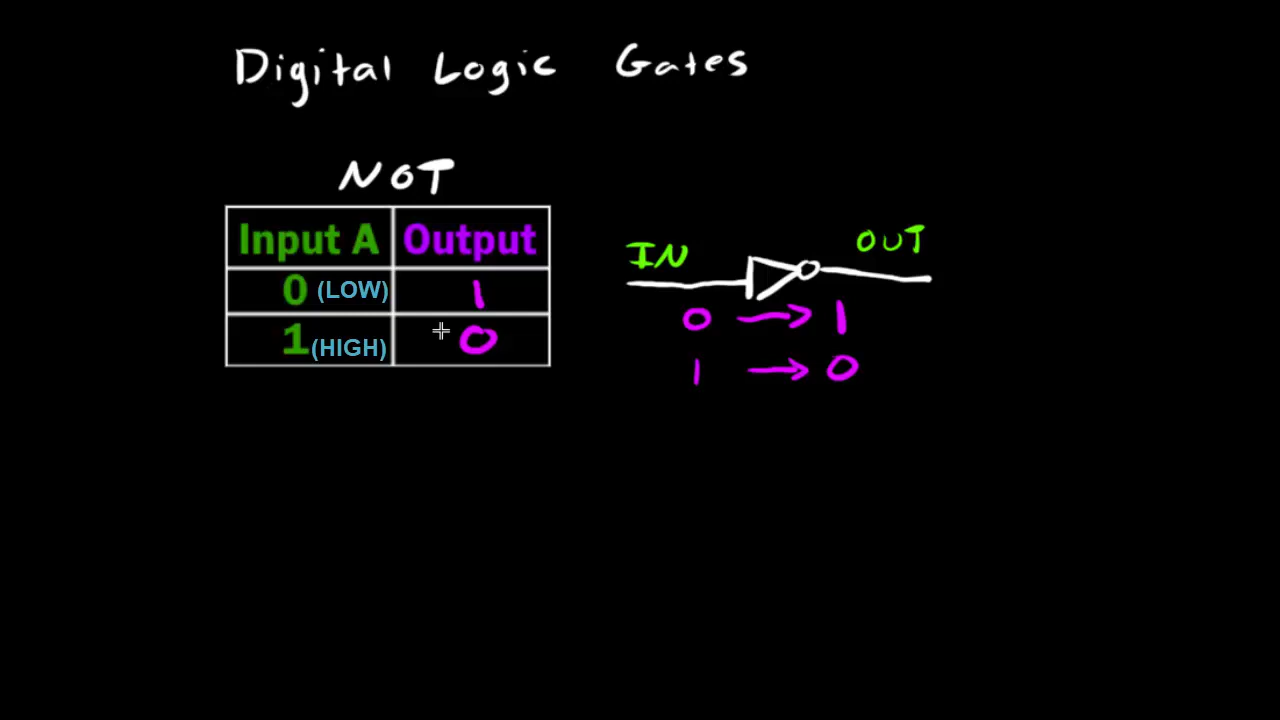 Digital Logic Gates
NOT
Input A Output
0 (LOW) 1
1 (HIGH) 0
IN OUT
0 → 1
1 → 0